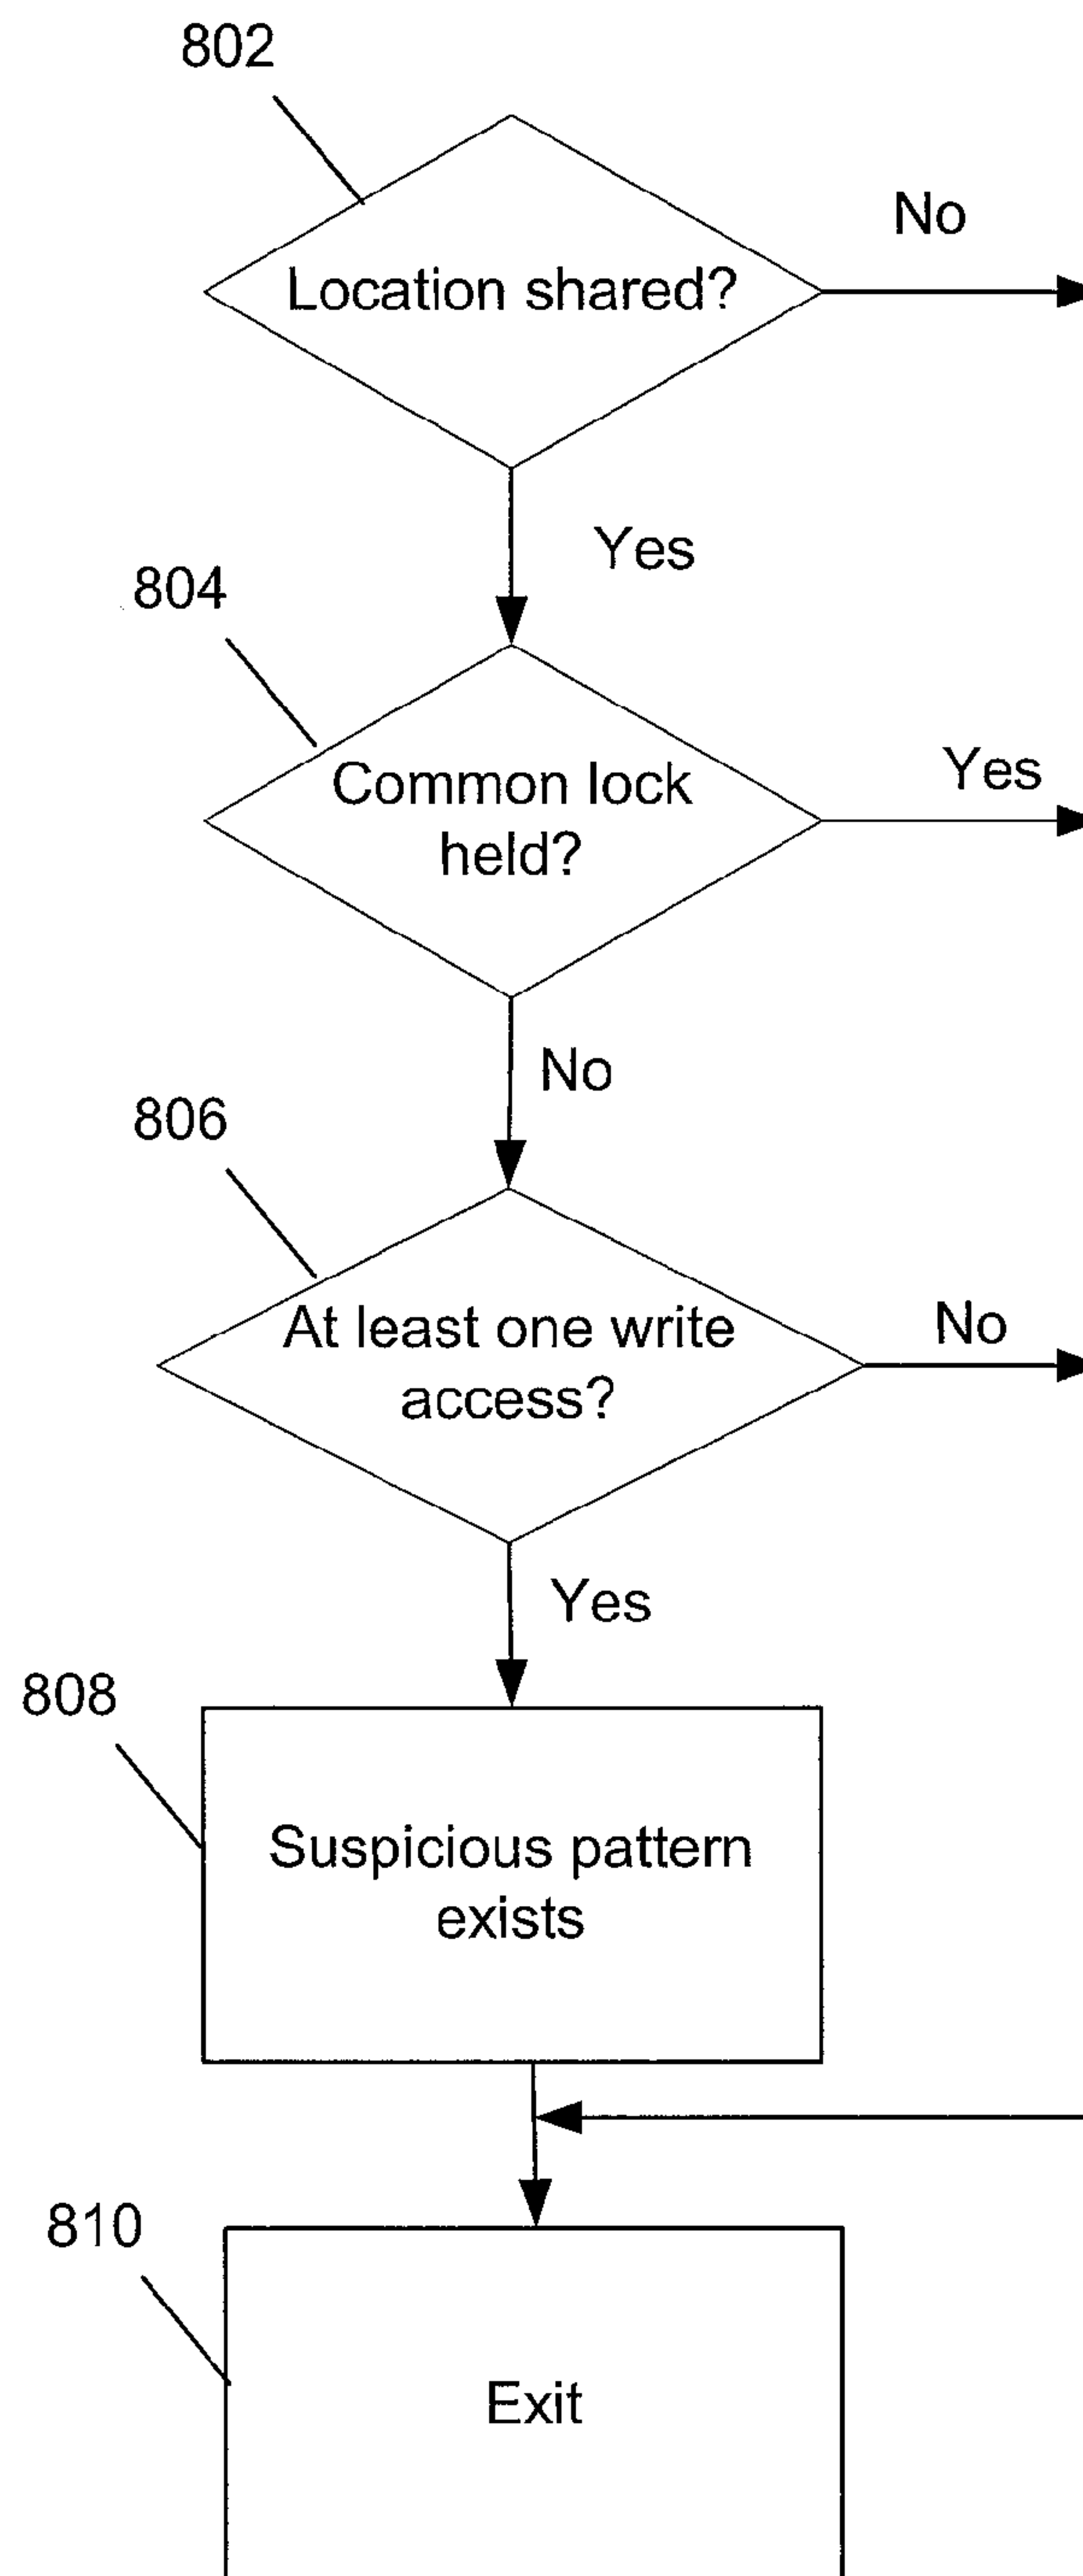 802
No
Location shared?
Yes
804
Yes
Common lock
held?
No
806
No
At least one write
access?
Yes
808
Suspicious pattern
exists
810
Exit